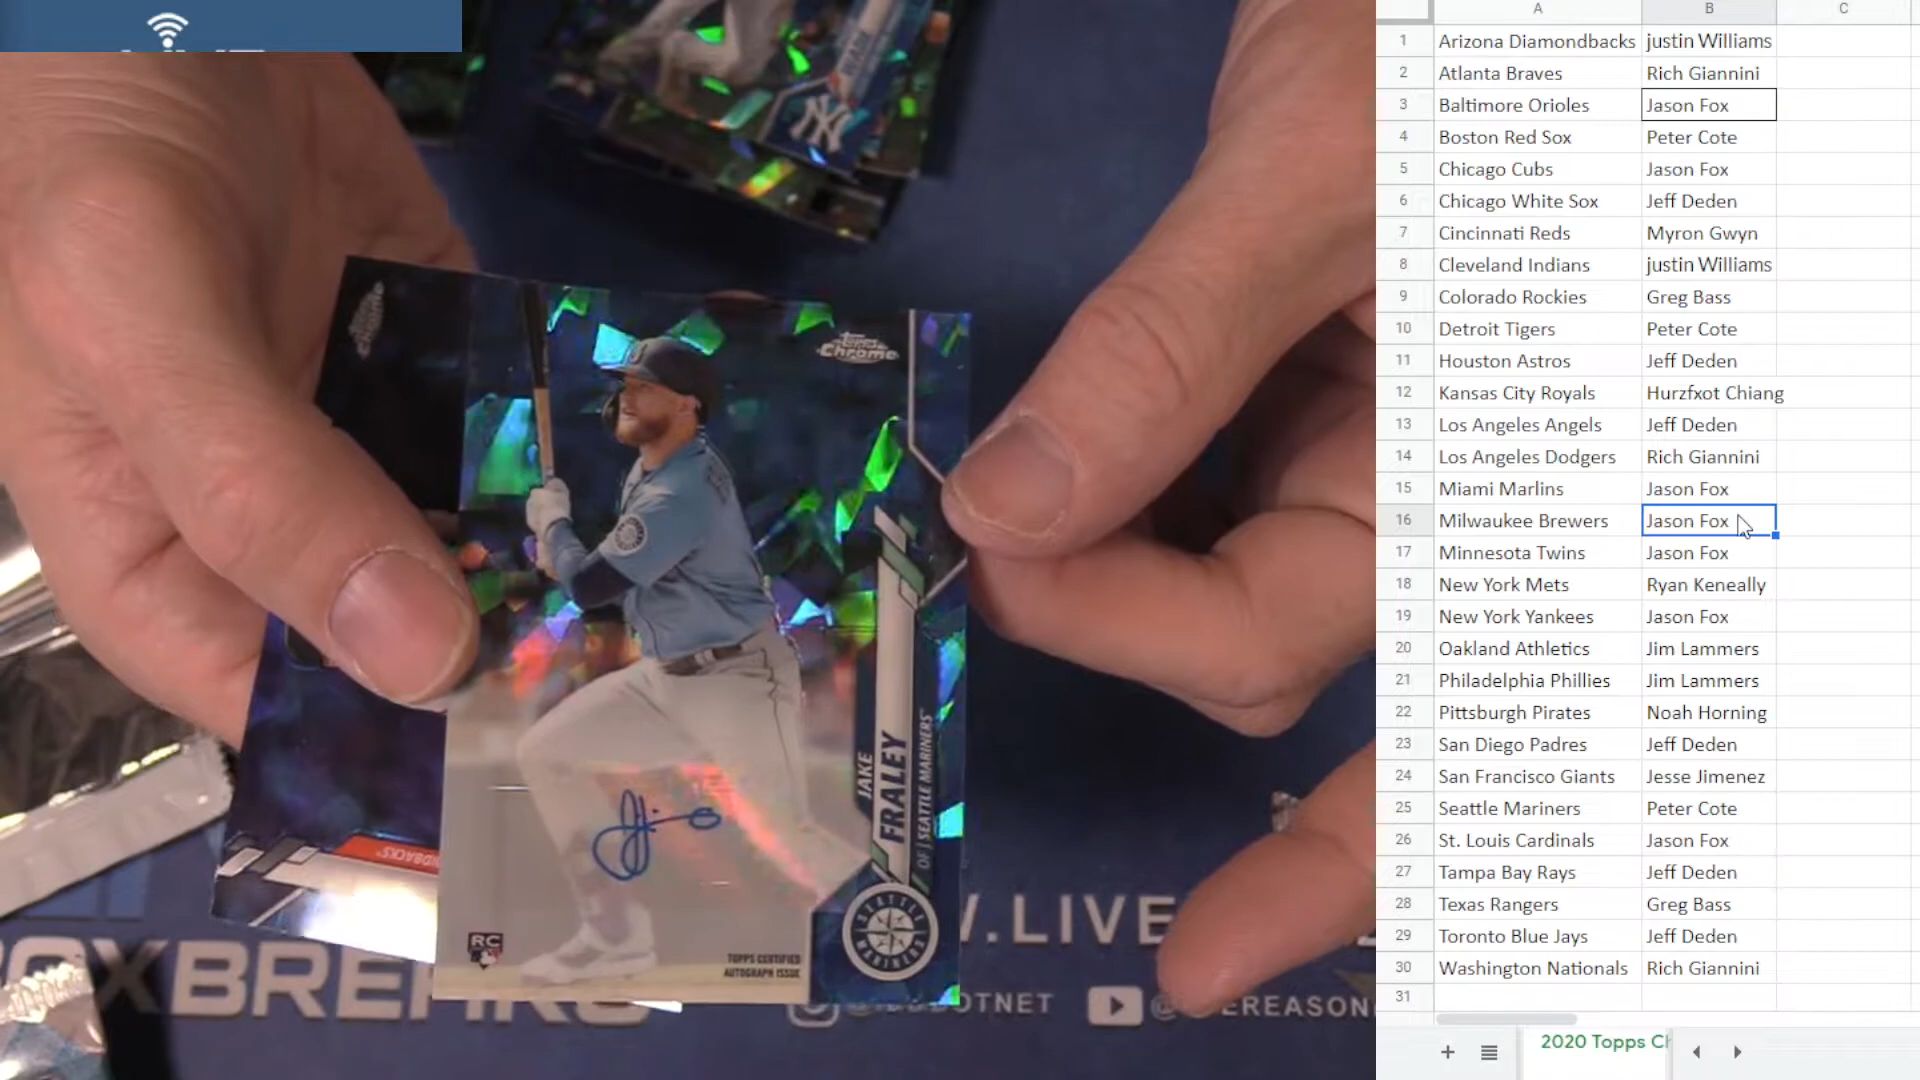 Topps
Chrome
JAKE
FRALEY
OF | SEATTLE MARINERS™
SEATTLE
MARINERS
RC
TOPPS CERTIFIED
AUTOGRAPH ISSUE
NY
W.LIVE
OXBRE
A B C
1 Arizona Diamondbacks justin Williams
2 Atlanta Braves Rich Giannini
3 Baltimore Orioles Jason Fox
4 Boston Red Sox Peter Cote
5 Chicago Cubs Jason Fox
6 Chicago White Sox Jeff Deden
7 Cincinnati Reds Myron Gwyn
8 Cleveland Indians justin Williams
9 Colorado Rockies Greg Bass
10 Detroit Tigers Peter Cote
11 Houston Astros Jeff Deden
12 Kansas City Royals Hurzfxot Chiang
13 Los Angeles Angels Jeff Deden
14 Los Angeles Dodgers Rich Giannini
15 Miami Marlins Jason Fox
16 Milwaukee Brewers Jason Fox
17 Minnesota Twins Jason Fox
18 New York Mets Ryan Keneally
19 New York Yankees Jason Fox
20 Oakland Athletics Jim Lammers
21 Philadelphia Phillies Jim Lammers
22 Pittsburgh Pirates Noah Horning
23 San Diego Padres Jeff Deden
24 San Francisco Giants Jesse Jimenez
25 Seattle Mariners Peter Cote
26 St. Louis Cardinals Jason Fox
27 Tampa Bay Rays Jeff Deden
28 Texas Rangers Greg Bass
29 Toronto Blue Jays Jeff Deden
30 Washington Nationals Rich Giannini
31
2020 Topps Ch